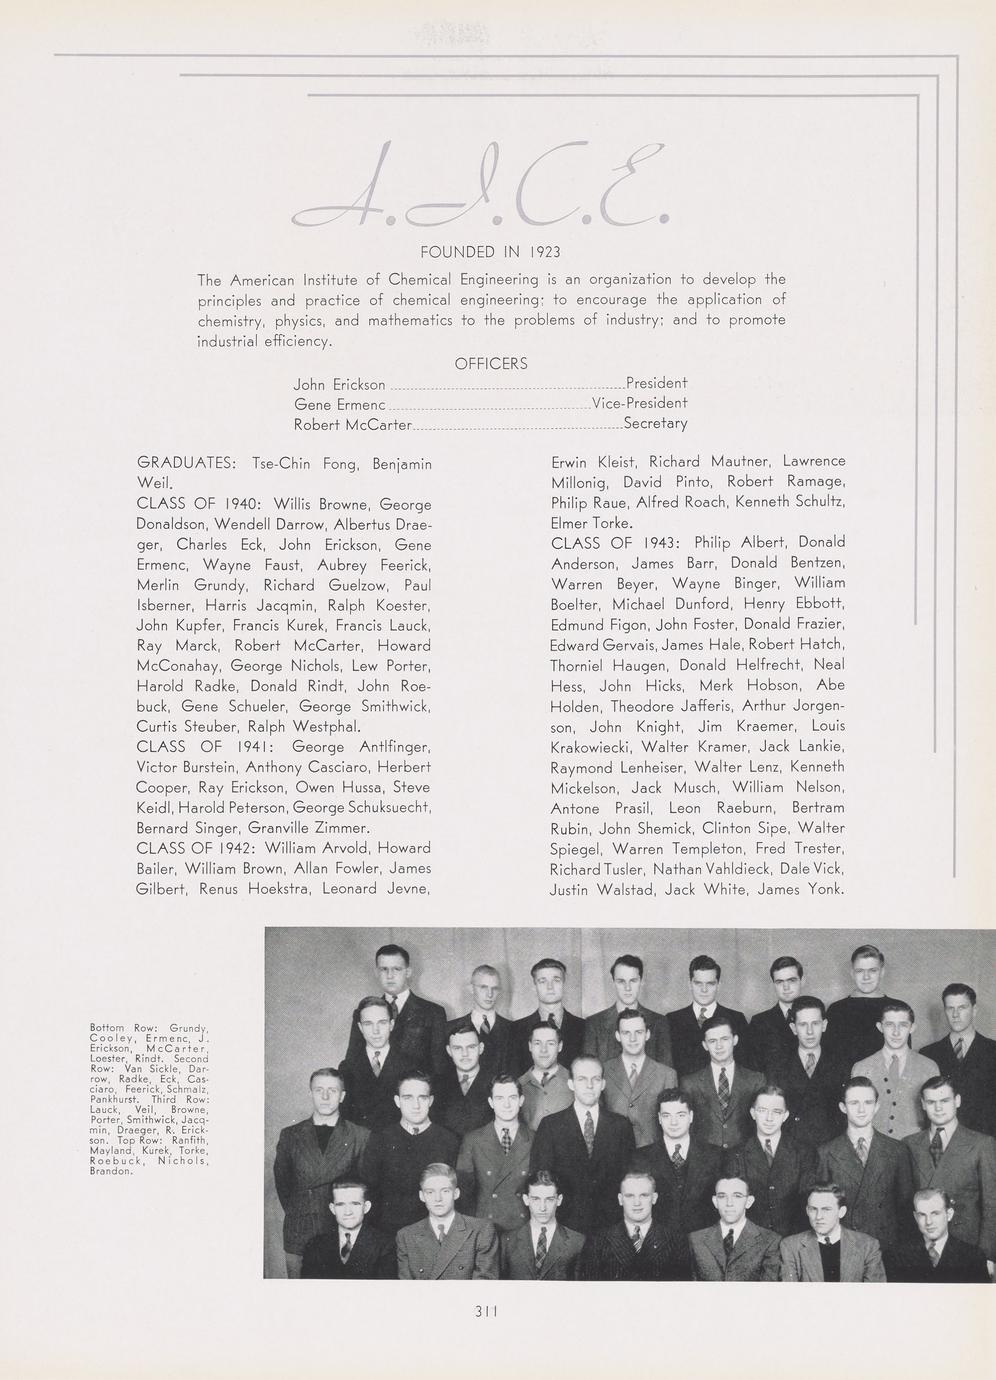 A.I.C.E.
FOUNDED IN 1923
The American Institute of Chemical Engineering is an organization to develop the
principles and practice of chemical engineering; to encourage the application of
chemistry, physics, and mathematics to the problems of industry; and to promote
industrial efficiency.
OFFICERS
John Erickson ........................................................President
Gene Ermenc ................................................Vice-President
Robert McCarter..................................................Secretary
GRADUATES: Tse-Chin Fong, Benjamin
Weil.
CLASS OF 1940: Willis Browne, George
Donaldson, Wendell Darrow, Albertus Drae-
ger, Charles Eck, John Erickson, Gene
Ermenc, Wayne Faust, Aubrey Feerick,
Merlin Grundy, Richard Guelzow, Paul
Isberner, Harris Jacqmin, Ralph Koester,
John Kupfer, Francis Kurek, Francis Lauck,
Ray Marck, Robert McCarter, Howard
McConahay, George Nichols, Lew Porter,
Harold Radke, Donald Rindt, John Roe-
buck, Gene Schueler, George Smithwick,
Curtis Steuber, Ralph Westphal.
CLASS OF 1941: George Antlfinger,
Victor Burstein, Anthony Casciaro, Herbert
Cooper, Ray Erickson, Owen Hussa, Steve
Keidl, Harold Peterson, George Schuksuecht,
Bernard Singer, Granville Zimmer.
CLASS OF 1942: William Arvold, Howard
Bailer, William Brown, Allan Fowler, James
Gilbert, Renus Hoekstra, Leonard Jevne,
Erwin Kleist, Richard Mautner, Lawrence
Millonig, David Pinto, Robert Ramage,
Philip Raue, Alfred Roach, Kenneth Schultz,
Elmer Torke.
CLASS OF 1943: Philip Albert, Donald
Anderson, James Barr, Donald Bentzen,
Warren Beyer, Wayne Binger, William
Boelter, Michael Dunford, Henry Ebbott,
Edmund Figon, John Foster, Donald Frazier,
Edward Gervais, James Hale, Robert Hatch,
Thorniel Haugen, Donald Helfrecht, Neal
Hess, John Hicks, Merk Hobson, Abe
Holden, Theodore Jafferis, Arthur Jorgen-
son, John Knight, Jim Kraemer, Louis
Krakowiecki, Walter Kramer, Jack Lankie,
Raymond Lenheiser, Walter Lenz, Kenneth
Mickelson, Jack Musch, William Nelson,
Antone Prasil, Leon Raeburn, Bertram
Rubin, John Shemick, Clinton Sipe, Walter
Spiegel, Warren Templeton, Fred Trester,
Richard Tusler, Nathan Vahldieck, Dale Vick,
Justin Walstad, Jack White, James Yonk.
Bottom Row: Grundy,
Cooley, Ermenc, J.
Erickson, McCarter,
Loester, Rindt. Second
Row: Van Sickle, Dar-
row, Radke, Eck, Cas-
ciaro, Feerick, Schmalz,
Pankhurst. Third Row:
Lauck, Veil, Browne,
Porter, Smithwick, Jacq-
min, Draeger, R. Erick-
son. Top Row: Ranfith,
Mayland, Kurek, Torke,
Roebuck, Nichols,
Brandon.
311